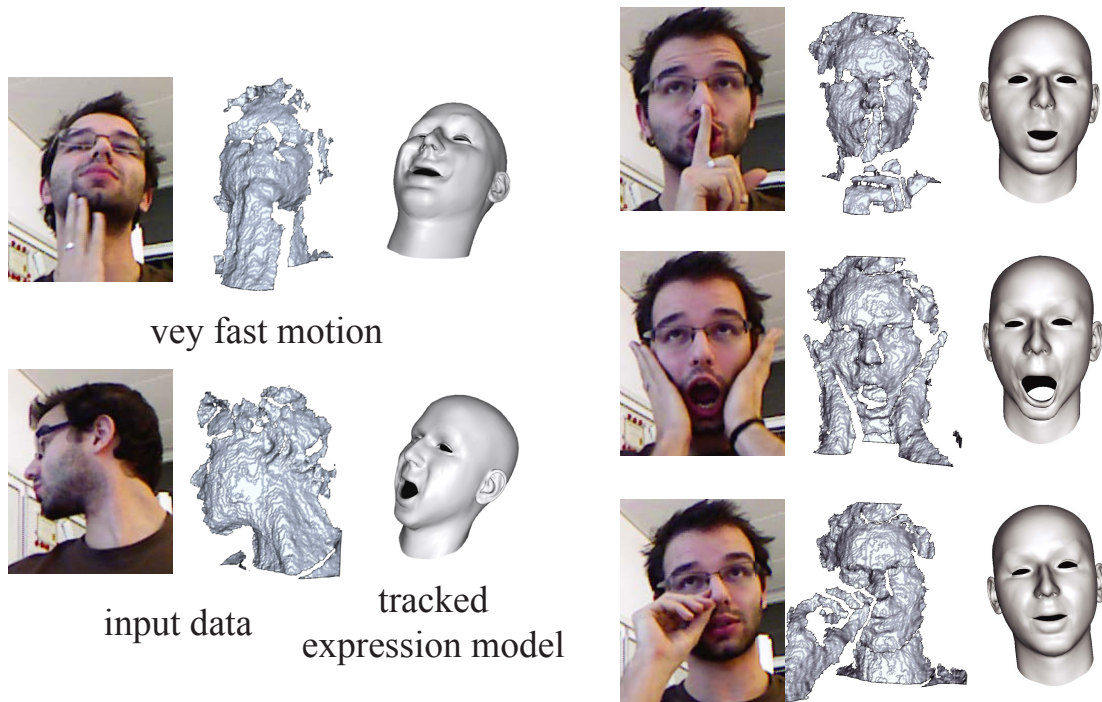 vey fast motion
input data
tracked
expression model